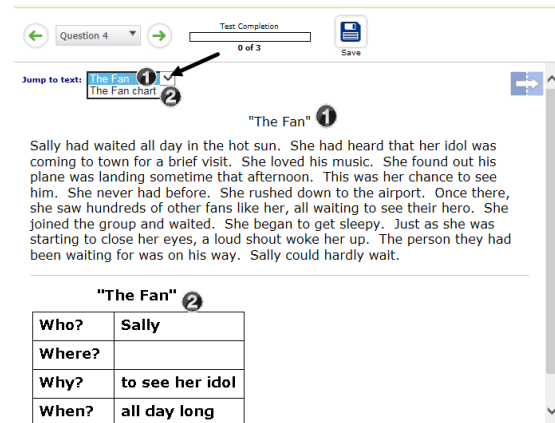 Question 4
Test Completion
0 of 3
Save
Jump to text: The Fan 1
The Fan chart 2
"The Fan" 1
Sally had waited all day in the hot sun. She had heard that her idol was
coming to town for a brief visit. She loved his music. She found out his
plane was landing sometime that afternoon. This was her chance to see
him. She never had before. She rushed down to the airport. Once there,
she saw hundreds of other fans like her, all waiting to see their hero. She
joined the group and waited. She began to get sleepy. Just as she was
starting to close her eyes, a loud shout woke her up. The person they had
been waiting for was on his way. Sally could hardly wait.
"The Fan" 2
Who? Sally
Where?
Why? to see her idol
When? all day long